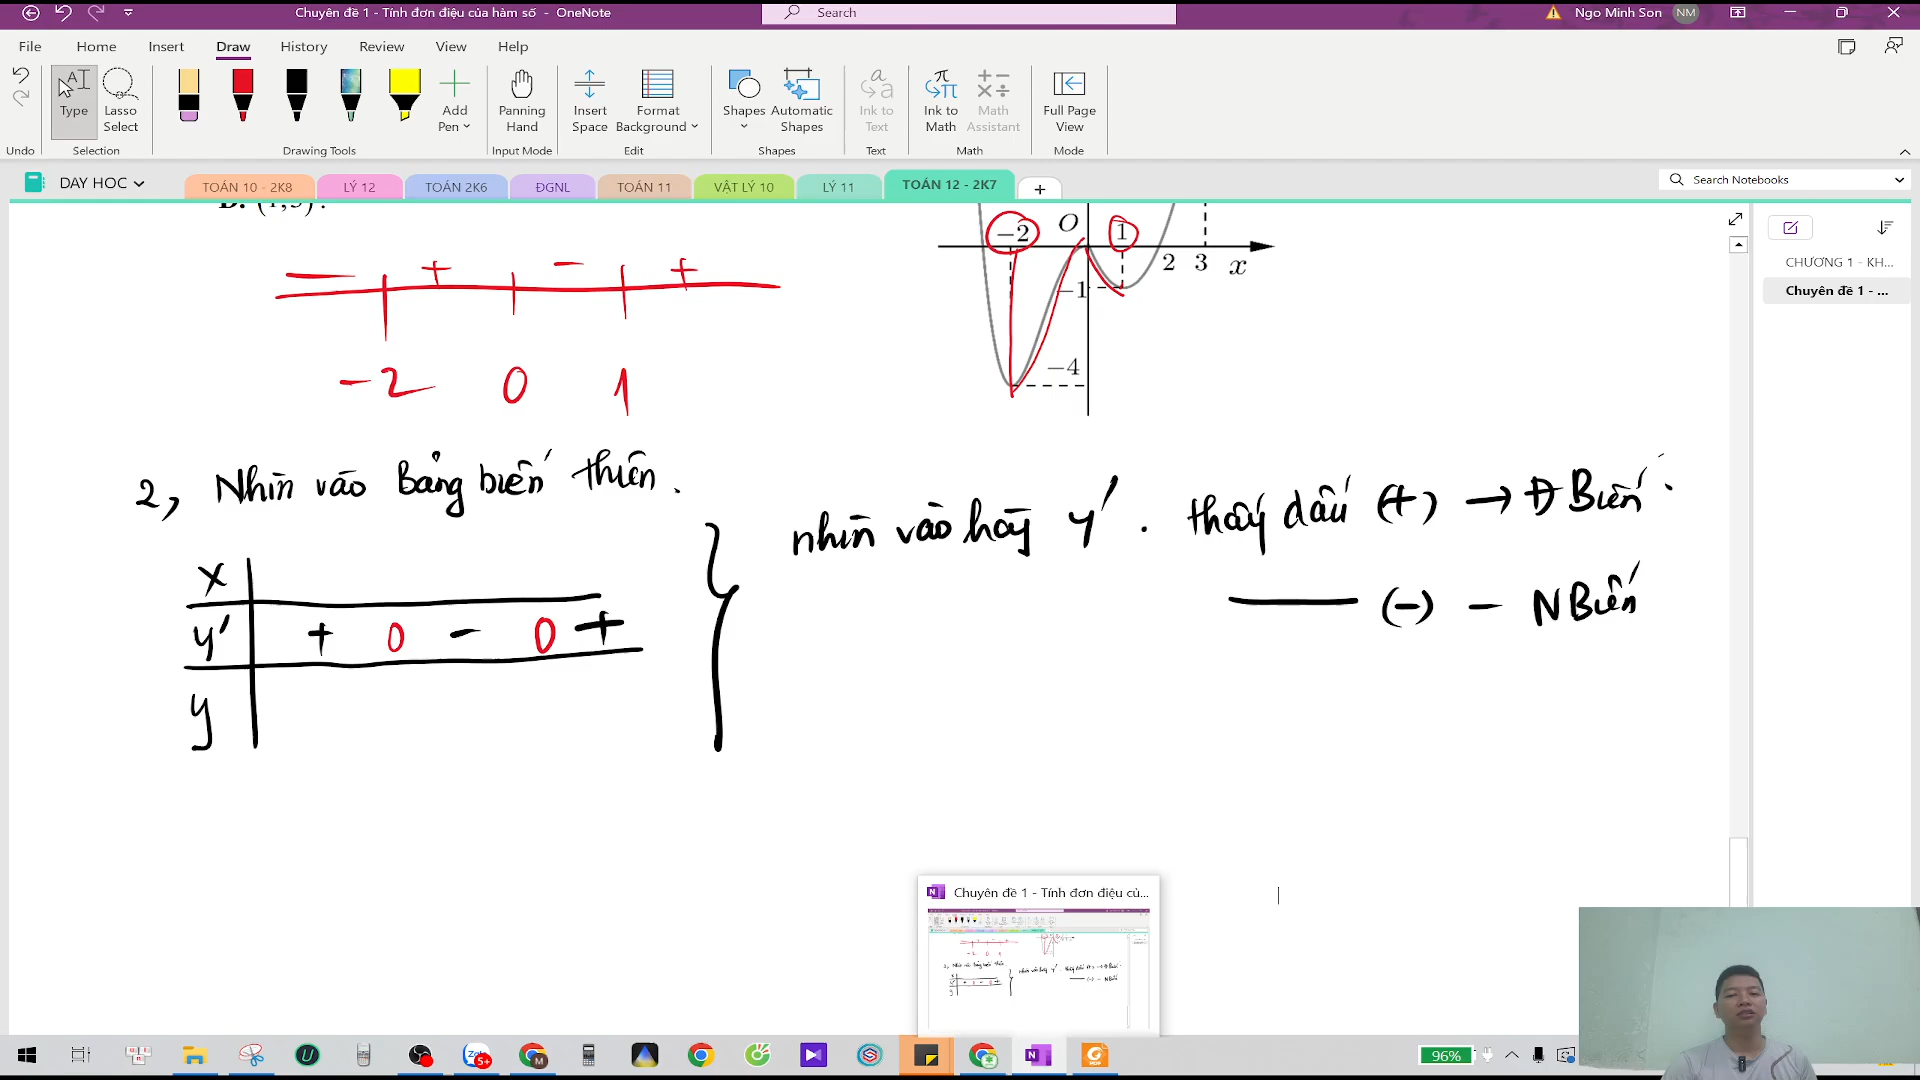 Chuyên đề 1 - Tính đơn điệu của hàm số - OneNote
Search
Ngo Minh Son
NM
File Home Insert Draw History Review View Help
Type
Lasso Select
Add Pen
Panning Hand
Insert Space
Format Background
Shapes
Automatic Shapes
Ink to Text
Ink to Math
Math Assistant
Full Page View
Undo Selection Drawing Tools Input Mode Edit Shapes Text Math Mode
DAY HOC
TOÁN 10 - 2K8
LÝ 12
TOÁN 2K6
ĐGNL
TOÁN 11
VẬT LÝ 10
LÝ 11
TOÁN 12 - 2K7
Search Notebooks
CHƯƠNG 1 - KH...
Chuyên đề 1 - ...
−2 O 1
2 3 x
−1
−4
− + − +
-2 0 1
2, Nhìn vào Bảng biến thiên.
nhìn vào hàng y' . thấy dấu (+) → Đ Biến.
(−) − N Biến
x
y' + 0 − 0 +
y
Chuyên đề 1 - Tính đơn điệu củ...
96%